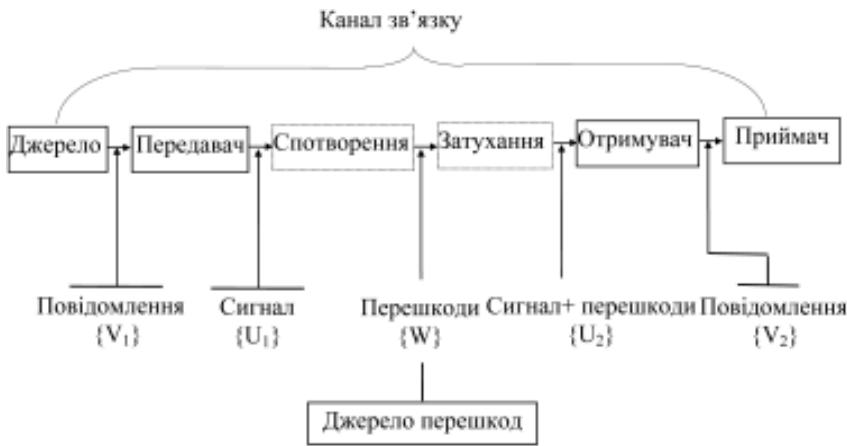 Канал зв’язку
Джерело Передавач Спотворення Затухання Отримувач Приймач
Повідомлення Сигнал Перешкоди Сигнал+ перешкоди Повідомлення
{V₁} {U₁} {W} {U₂} {V₂}
Джерело перешкод